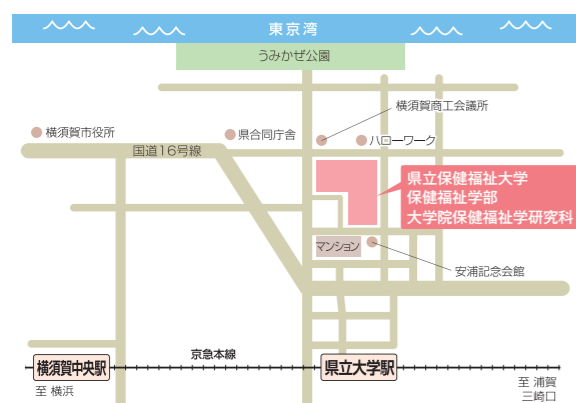 東京湾
うみかぜ公園
横須賀商工会議所
横須賀市役所
県合同庁舎
ハローワーク
国道16号線
県立保健福祉大学
保健福祉学部
大学院保健福祉学研究科
マンション
安浦記念会館
京急本線
横須賀中央駅
県立大学駅
至 横浜
至 浦賀
三崎口